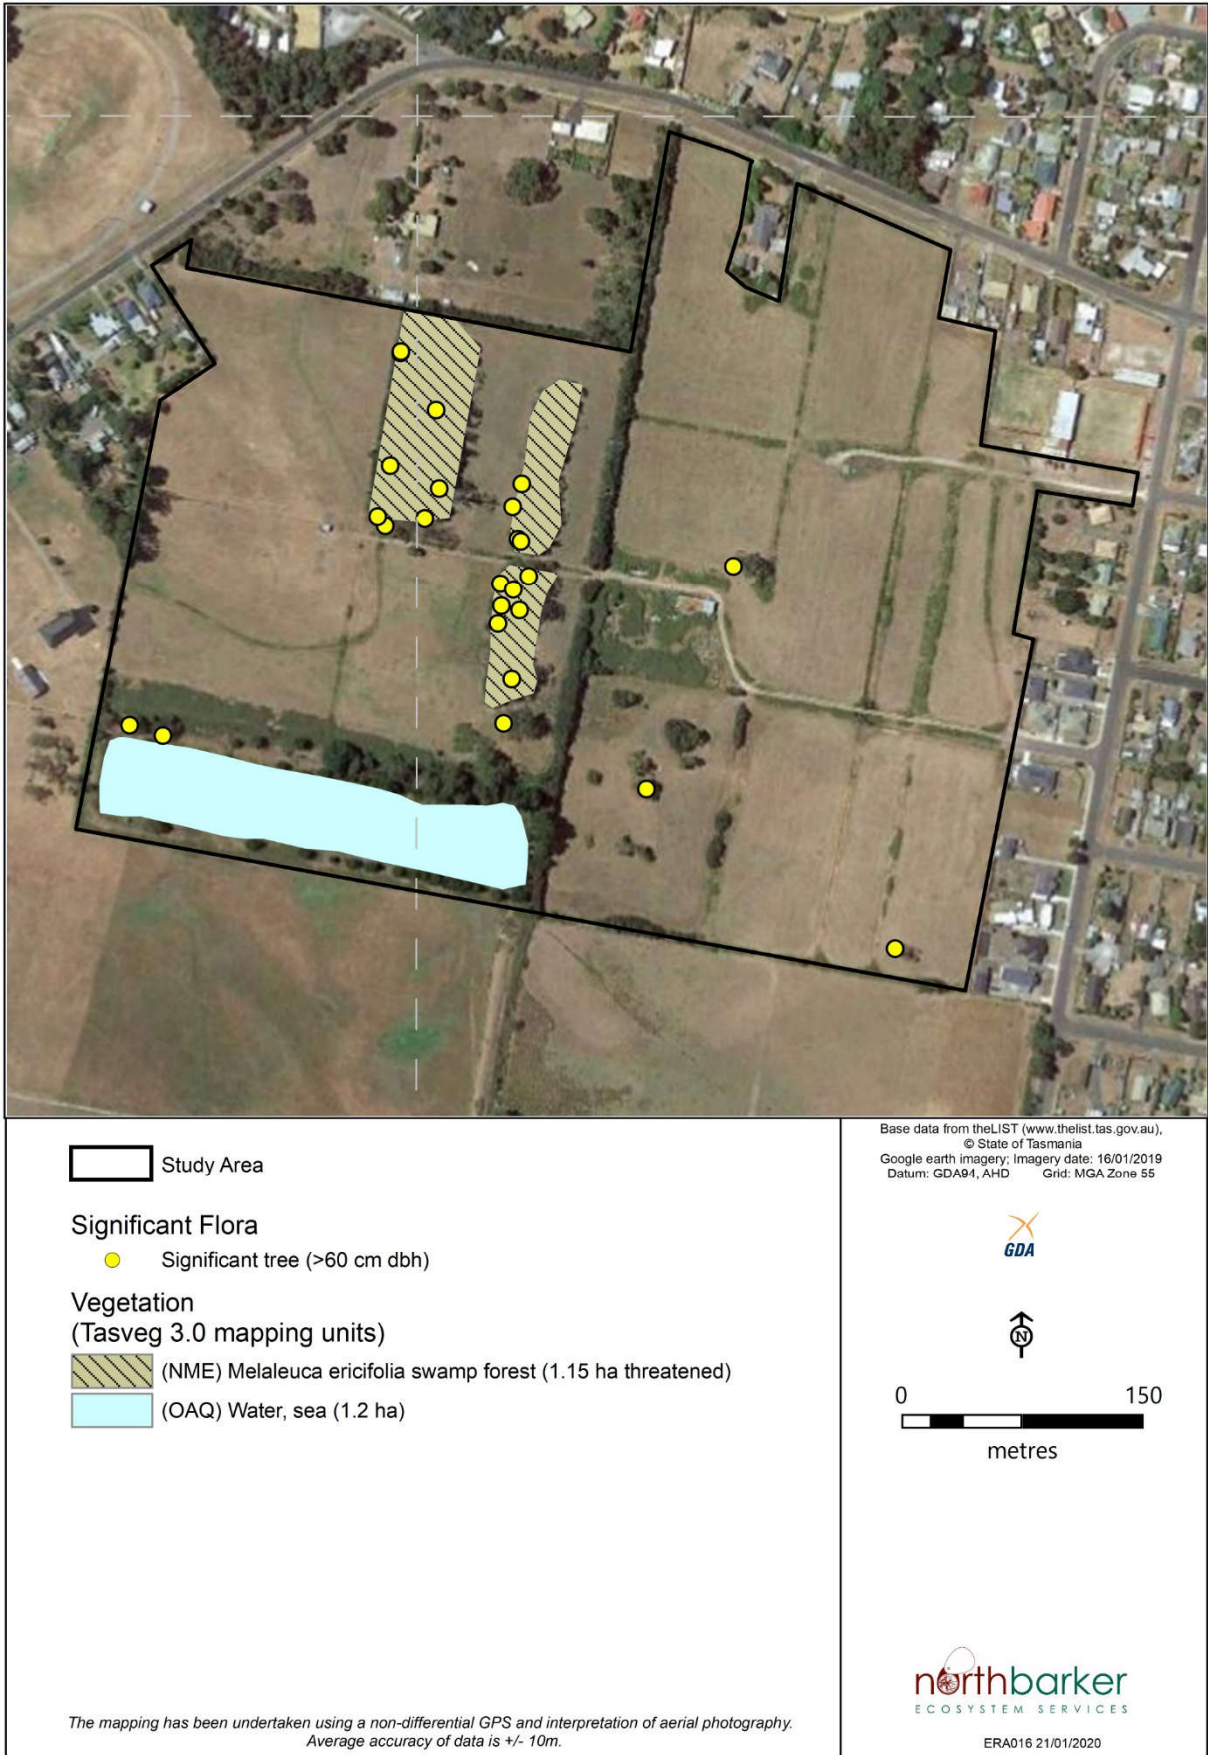 Study Area
Significant Flora
Significant tree (>60 cm dbh)
Vegetation
(Tasveg 3.0 mapping units)
(NME) Melaleuca ericifolia swamp forest (1.15 ha threatened)
(OAQ) Water, sea (1.2 ha)
The mapping has been undertaken using a non-differential GPS and interpretation of aerial photography.
Average accuracy of data is +/- 10m.
Base data from theLIST (www.thelist.tas.gov.au),
© State of Tasmania
Google earth imagery; Imagery date: 16/01/2019
Datum: GDA94, AHD Grid: MGA Zone 55
GDA
N
0 150
metres
northbarker
ECOSYSTEM SERVICES
ERA016 21/01/2020